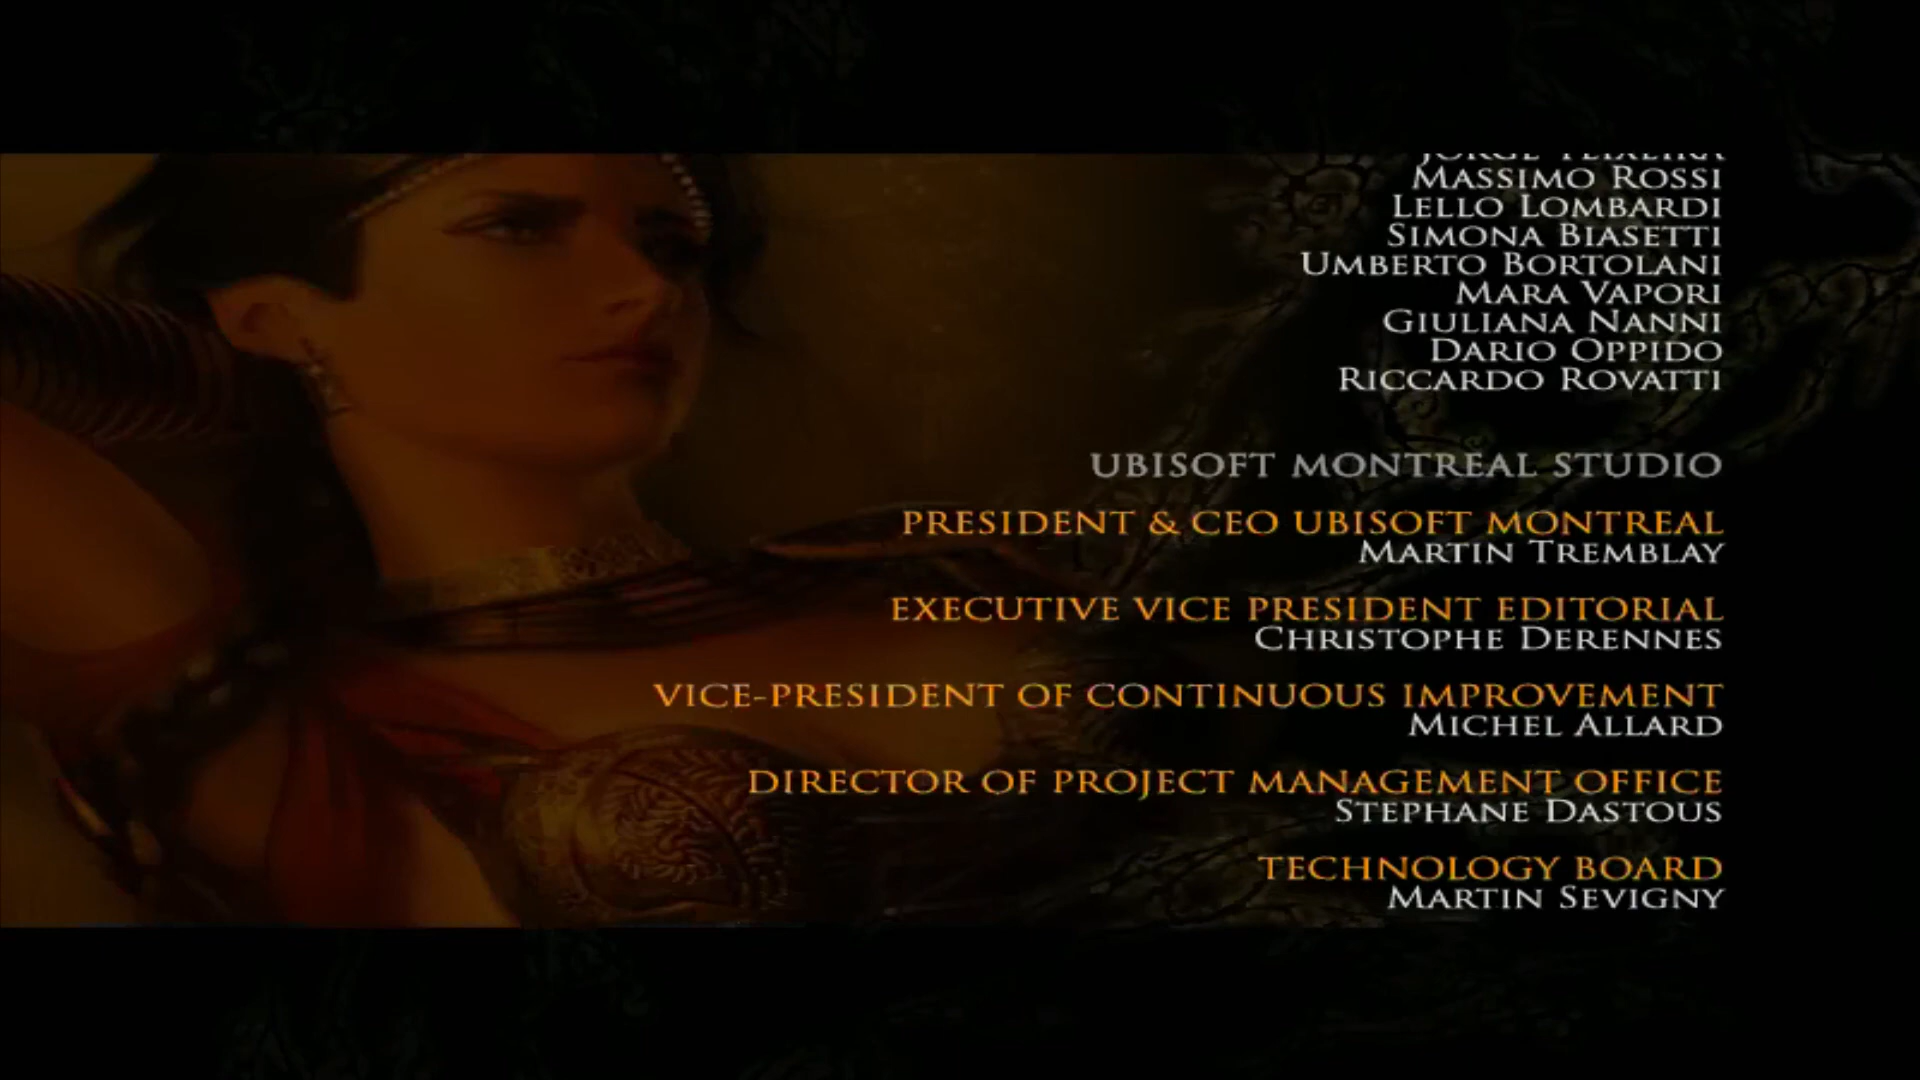 JORGE TEIXEIRA
MASSIMO ROSSI
LELLO LOMBARDI
SIMONA BIASETTI
UMBERTO BORTOLANI
MARA VAPORI
GIULIANA NANNI
DARIO OPPIDO
RICCARDO ROVATTI
UBISOFT MONTREAL STUDIO
PRESIDENT & CEO UBISOFT MONTREAL
MARTIN TREMBLAY
EXECUTIVE VICE PRESIDENT EDITORIAL
CHRISTOPHE DERENNES
VICE-PRESIDENT OF CONTINUOUS IMPROVEMENT
MICHEL ALLARD
DIRECTOR OF PROJECT MANAGEMENT OFFICE
STEPHANE DASTOUS
TECHNOLOGY BOARD
MARTIN SEVIGNY